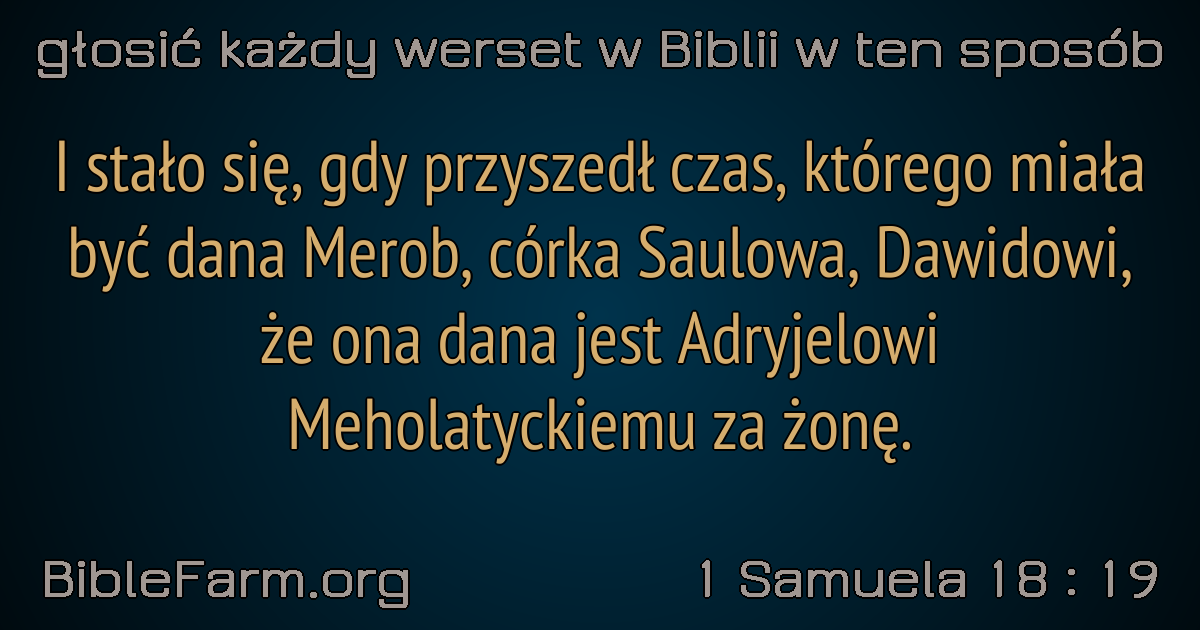 głosić każdy werset w Biblii w ten sposób
I stało się, gdy przyszedł czas, którego miała
być dana Merob, córka Saulowa, Dawidowi,
że ona dana jest Adryjelowi
Meholatyckiemu za żonę.
BibleFarm.org
1 Samuela 18 : 19